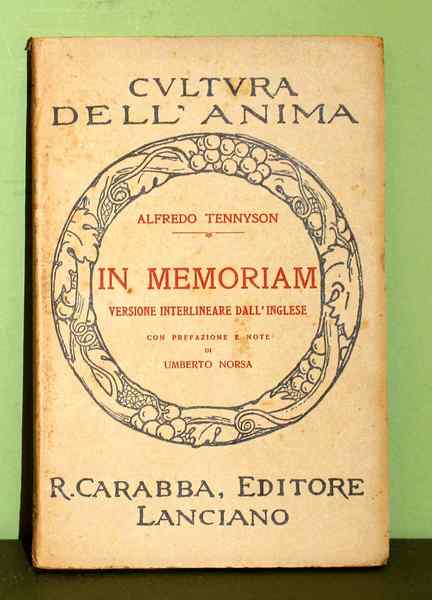 CVLTVRA
DELL'ANIMA
ALFREDO TENNYSON
IN MEMORIAM
VERSIONE INTERLINEARE DALL'INGLESE
CON PREFAZIONE E NOTE
DI
UMBERTO NORSA
R. CARABBA, EDITORE
LANCIANO